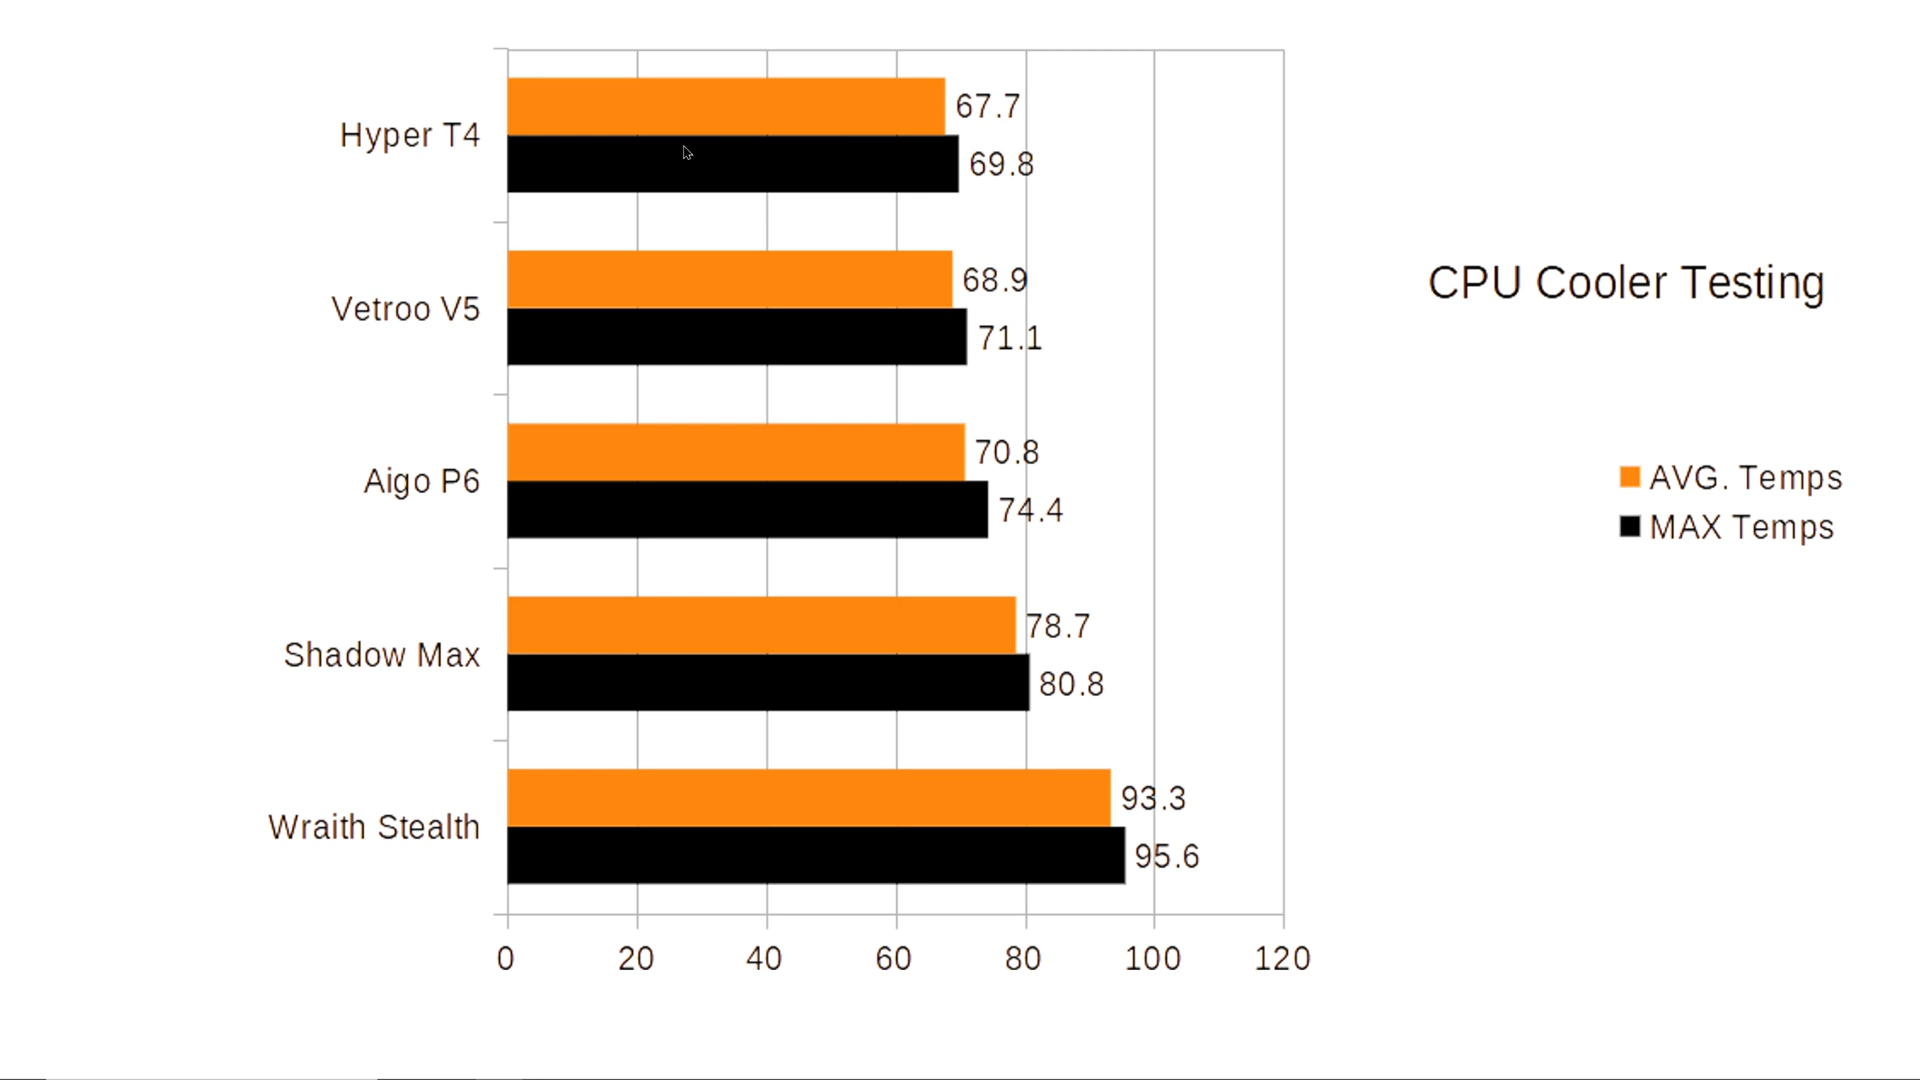 Hyper T4
67.7
69.8
Vetroo V5
68.9
71.1
CPU Cooler Testing
Aigo P6
70.8
74.4
AVG. Temps
MAX Temps
Shadow Max
78.7
80.8
Wraith Stealth
93.3
95.6
0 20 40 60 80 100 120